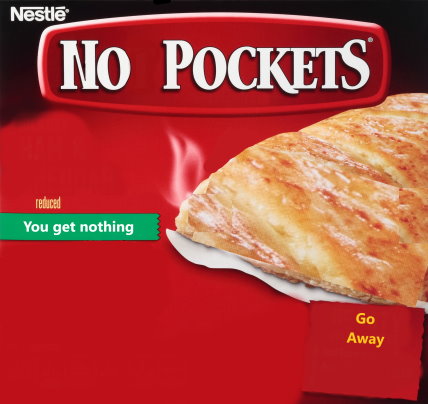 Nestlé®
NO POCKETS®
reduced
You get nothing
Go
Away